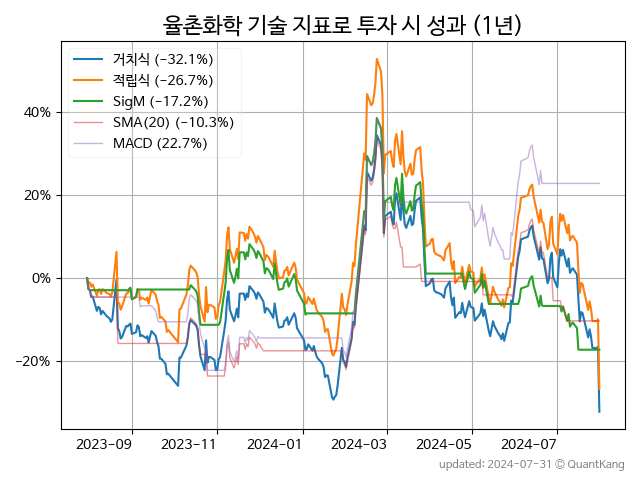 율촌화학 기술 지표로 투자 시 성과 (1년)
거치식 (-32.1%)
적립식 (-26.7%)
SigM (-17.2%)
SMA(20) (-10.3%)
MACD (22.7%)
40%
20%
0%
-20%
2023-09 2023-11 2024-01 2024-03 2024-05 2024-07
updated: 2024-07-31 © QuantKang